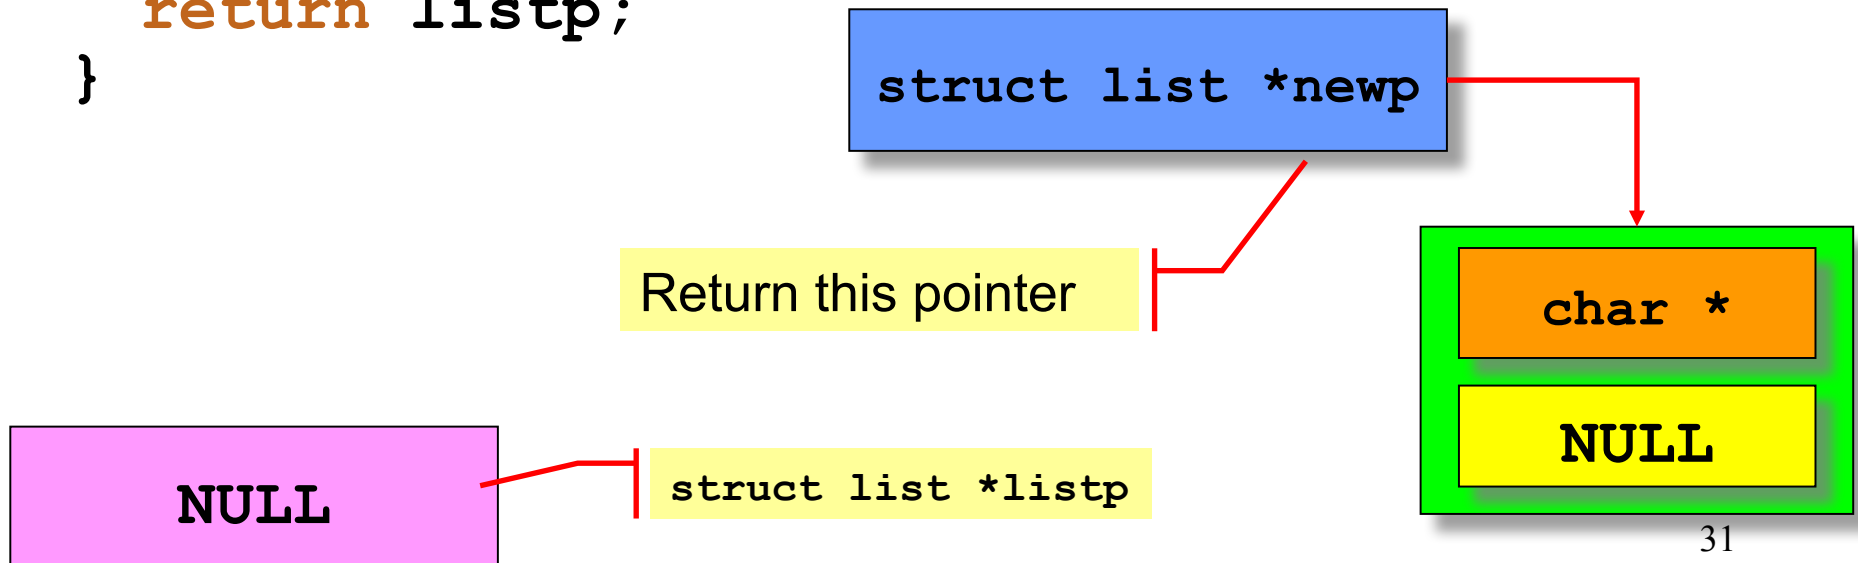 return listp;
}
struct list *newp
Return this pointer
char *
NULL
NULL
struct list *listp
31